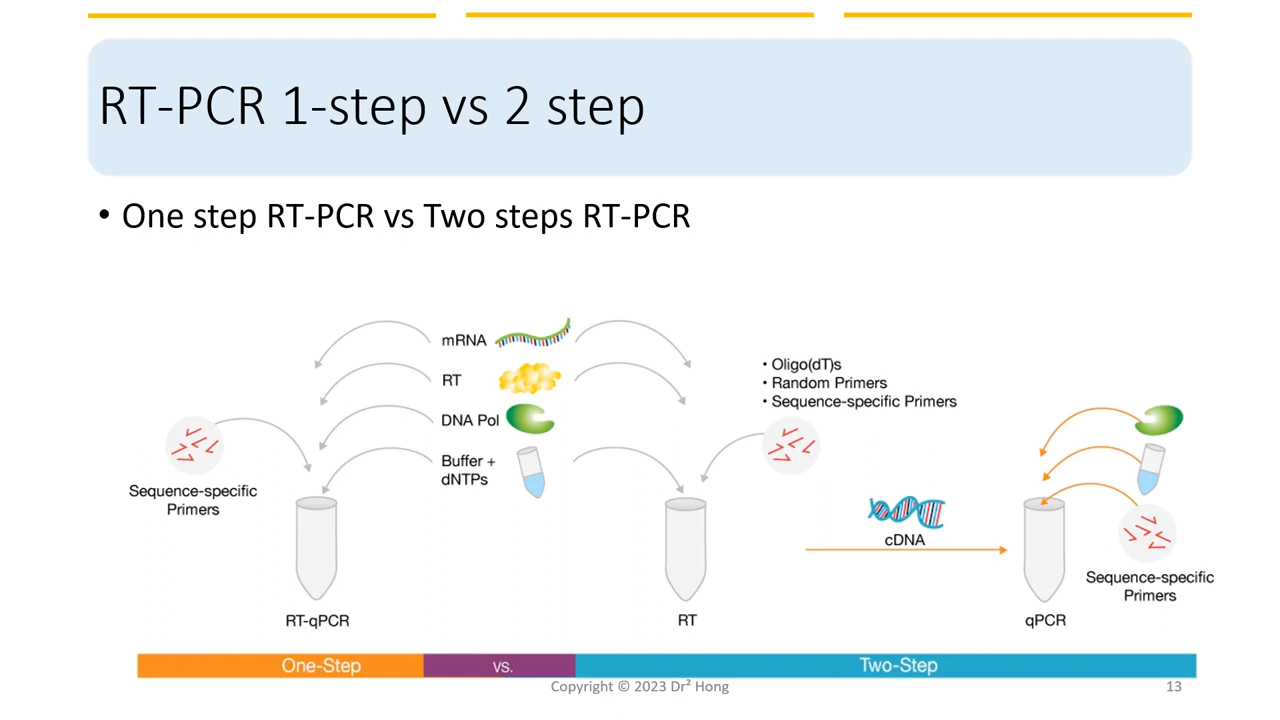 RT-PCR 1-step vs 2 step
• One step RT-PCR vs Two steps RT-PCR
mRNA
RT
DNA Pol
Buffer +
dNTPs
Sequence-specific
Primers
RT-qPCR
• Oligo(dT)s
• Random Primers
• Sequence-specific Primers
RT
cDNA
Sequence-specific
Primers
qPCR
One-Step
vs.
Two-Step
Copyright © 2023 Dr² Hong
13